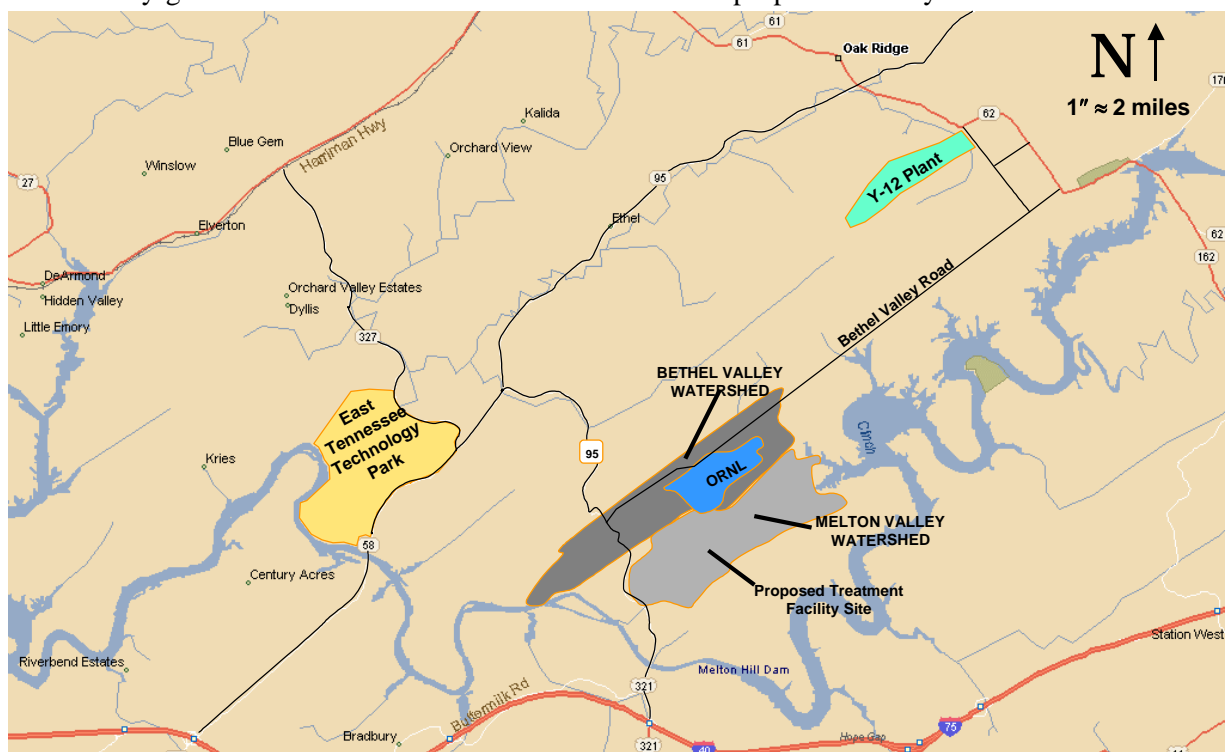 61
61
Oak Ridge
N
1″ ≈ 2 miles
62
Kalida
Blue Gem
Harriman Hwy
Orchard View
Winslow
27
95
Y-12 Plant
Elverton
Ethel
62
162
DeArmond
Hidden Valley
Orchard Valley Estates
Dyllis
Little Emory
327
Bethel Valley Road
BETHEL VALLEY
WATERSHED
East
Tennessee
Technology
Park
Clinch
95
Kries
ORNL
MELTON VALLEY
WATERSHED
58
Century Acres
Proposed Treatment
Facility Site
Station West
Riverbend Estates
Melton Hill Dam
321
Buttermilk Rd
75
Bradbury
Hope Gap
321
40